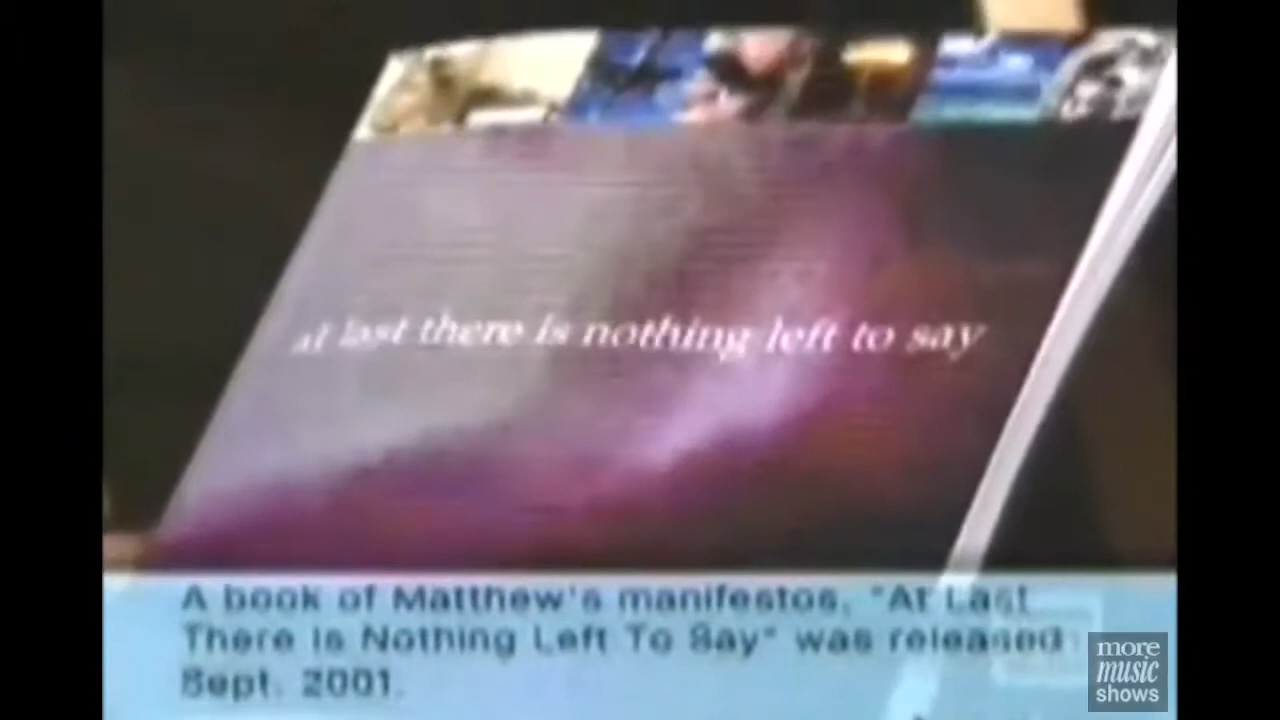 at last there is nothing left to say
A book of Matthew's manifestos, "At Last
There Is Nothing Left To Say" was released
Sept. 2001.
more
music
shows